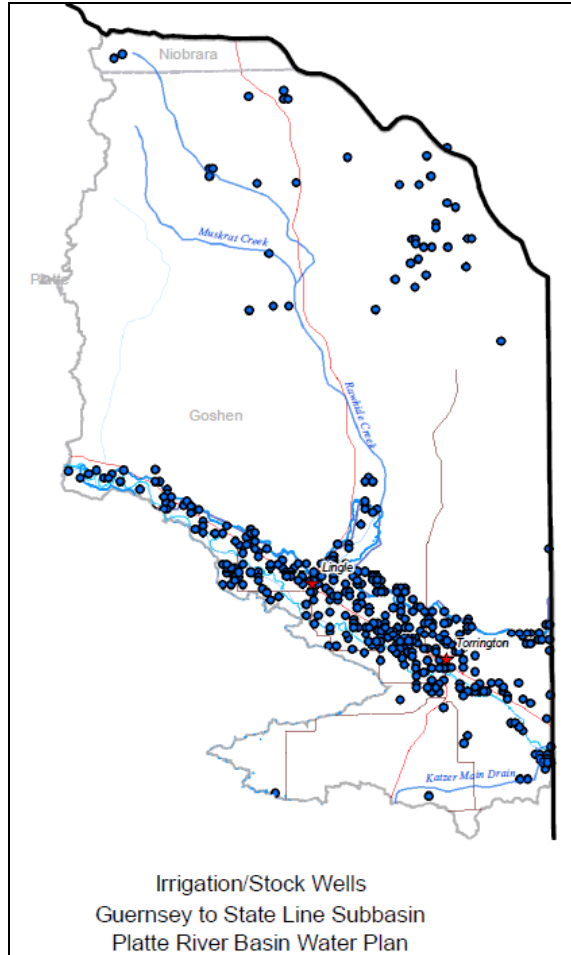 Niobrara
Muskrat Creek
Platte
Goshen
Rawhide Creek
Lingle
Torrington
Katzer Main Drain
Irrigation/Stock Wells
Guernsey to State Line Subbasin
Platte River Basin Water Plan